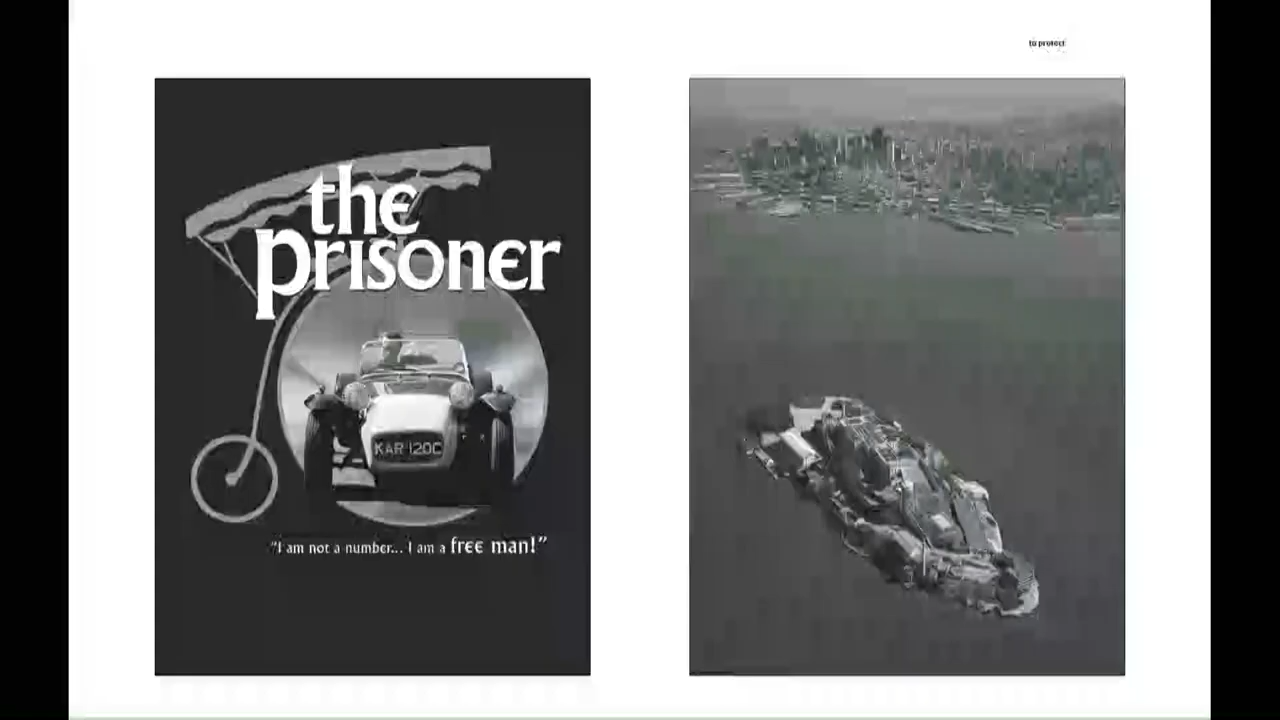 to protect
the
prisoner
KAR 120C
"I am not a number... I am a free man!"